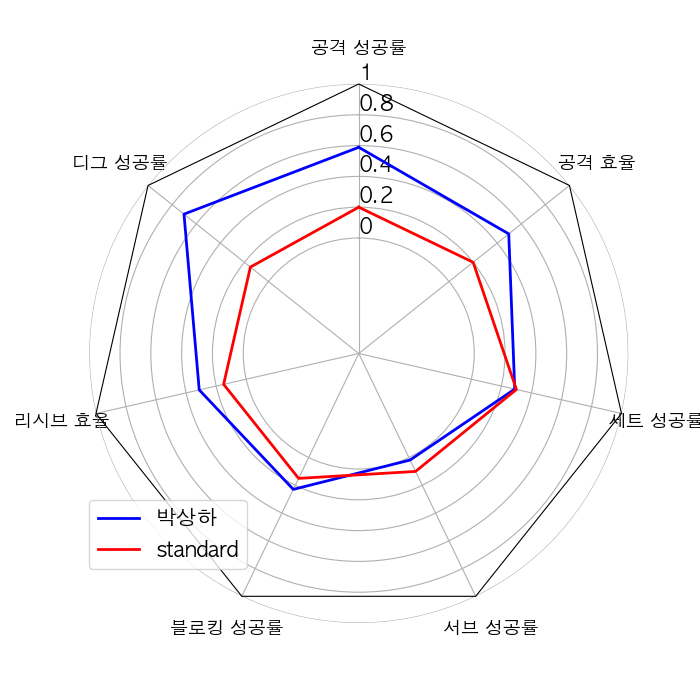 공격 성공률
1
0.8
0.6
0.4
0.2
0
디그 성공률
공격 효율
리시브 효율
세트 성공률
박상하
standard
블로킹 성공률
서브 성공률